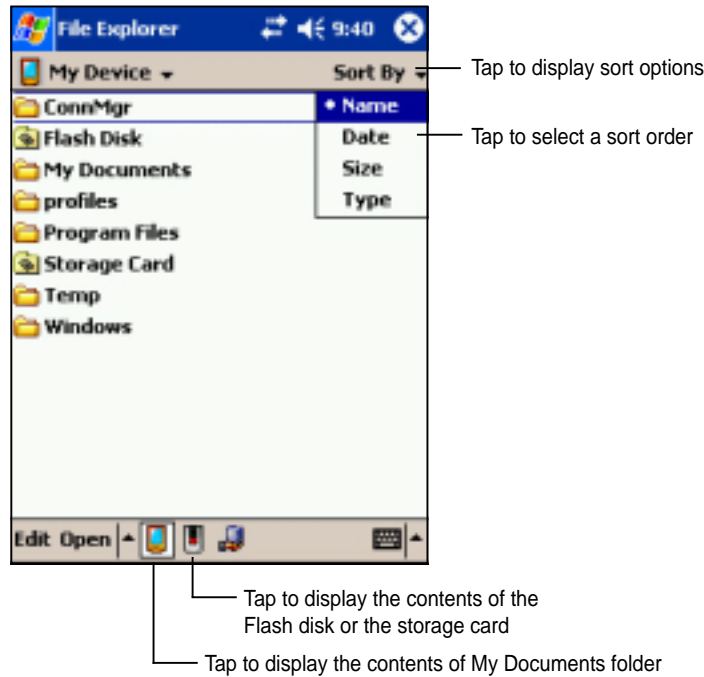 File Explorer 9:40
My Device Sort By
Tap to display sort options
ConnMgr
• Name
Flash Disk
Date
Tap to select a sort order
My Documents
Size
profiles
Type
Program Files
Storage Card
Temp
Windows
Edit Open
Tap to display the contents of the
Flash disk or the storage card
Tap to display the contents of My Documents folder